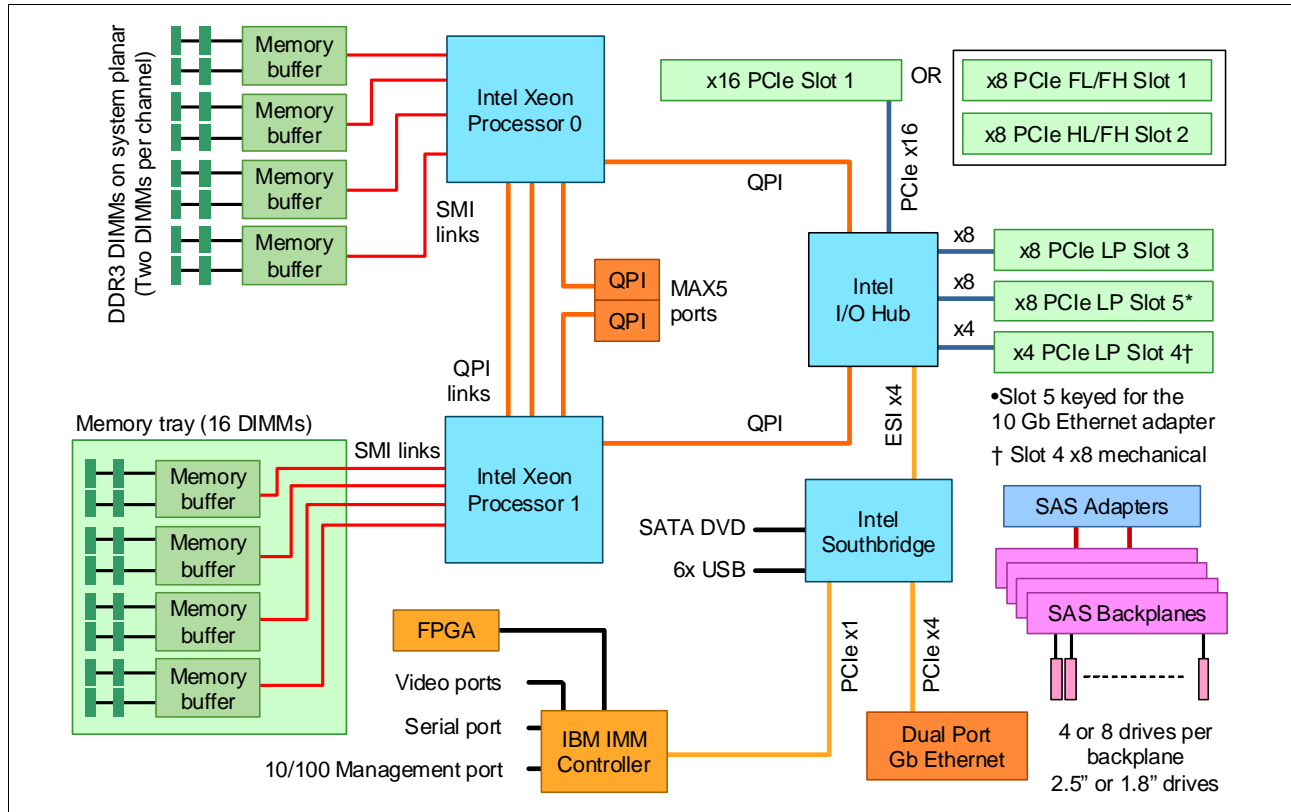 DDR3 DIMMs on system planar
(Two DIMMs per channel)
Memory
buffer
Memory
buffer
Memory
buffer
Memory
buffer
Intel Xeon
Processor 0
SMI
links
x16 PCIe Slot 1
OR
x8 PCIe FL/FH Slot 1
x8 PCIe HL/FH Slot 2
PCIe x16
QPI
QPI
QPI
MAX5
ports
Intel
I/O Hub
x8
x8 PCIe LP Slot 3
x8
x8 PCIe LP Slot 5*
x4
x4 PCIe LP Slot 4†
•Slot 5 keyed for the
10 Gb Ethernet adapter
† Slot 4 x8 mechanical
QPI
links
QPI
ESI x4
Memory tray (16 DIMMs)
SMI links
Memory
buffer
Memory
buffer
Memory
buffer
Memory
buffer
Intel Xeon
Processor 1
SATA DVD
6x USB
Intel
Southbridge
SAS Adapters
SAS Backplanes
4 or 8 drives per
backplane
2.5” or 1.8” drives
FPGA
Video ports
Serial port
10/100 Management port
IBM IMM
Controller
PCIe x1
PCIe x4
Dual Port
Gb Ethernet